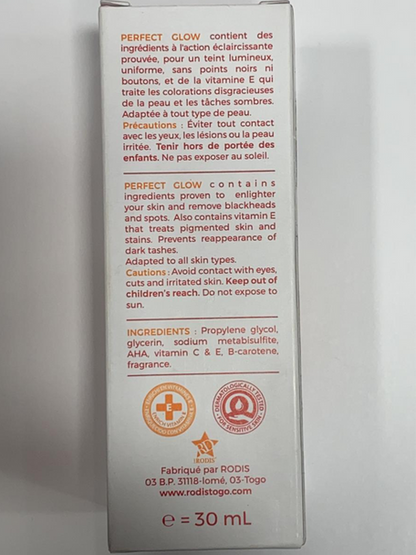 PERFECT GLOW contient des
ingrédients à l'action éclaircissante
prouvée, pour un teint lumineux,
uniforme, sans points noirs ni
boutons, et de la vitamine E qui
traite les colorations disgracieuses
de la peau et les tâches sombres.
Adaptée à tout type de peau.
Précautions : Éviter tout contact
avec les yeux, les lésions ou la peau
irritée. Tenir hors de portée des
enfants. Ne pas exposer au soleil.
PERFECT GLOW contains
ingredients proven to enlighter
your skin and remove blackheads
and spots. Also contains vitamin E
that treats pigmented skin and
stains. Prevents reappearance of
dark tashes.
Adapted to all skin types.
Cautions : Avoid contact with eyes,
cuts and irritated skin. Keep out of
children's reach. Do not expose to
sun.
INGREDIENTS : Propylene glycol,
glycerin, sodium metabisulfite,
AHA, vitamin C & E, B-carotene,
fragrance.
E
DERMATOLOGICALLY TESTED
FOR SENSITIVE SKIN
RODIS
Fabriqué par RODIS
03 B.P. 31118-lomé, 03-Togo
www.rodistogo.com
e = 30 mL